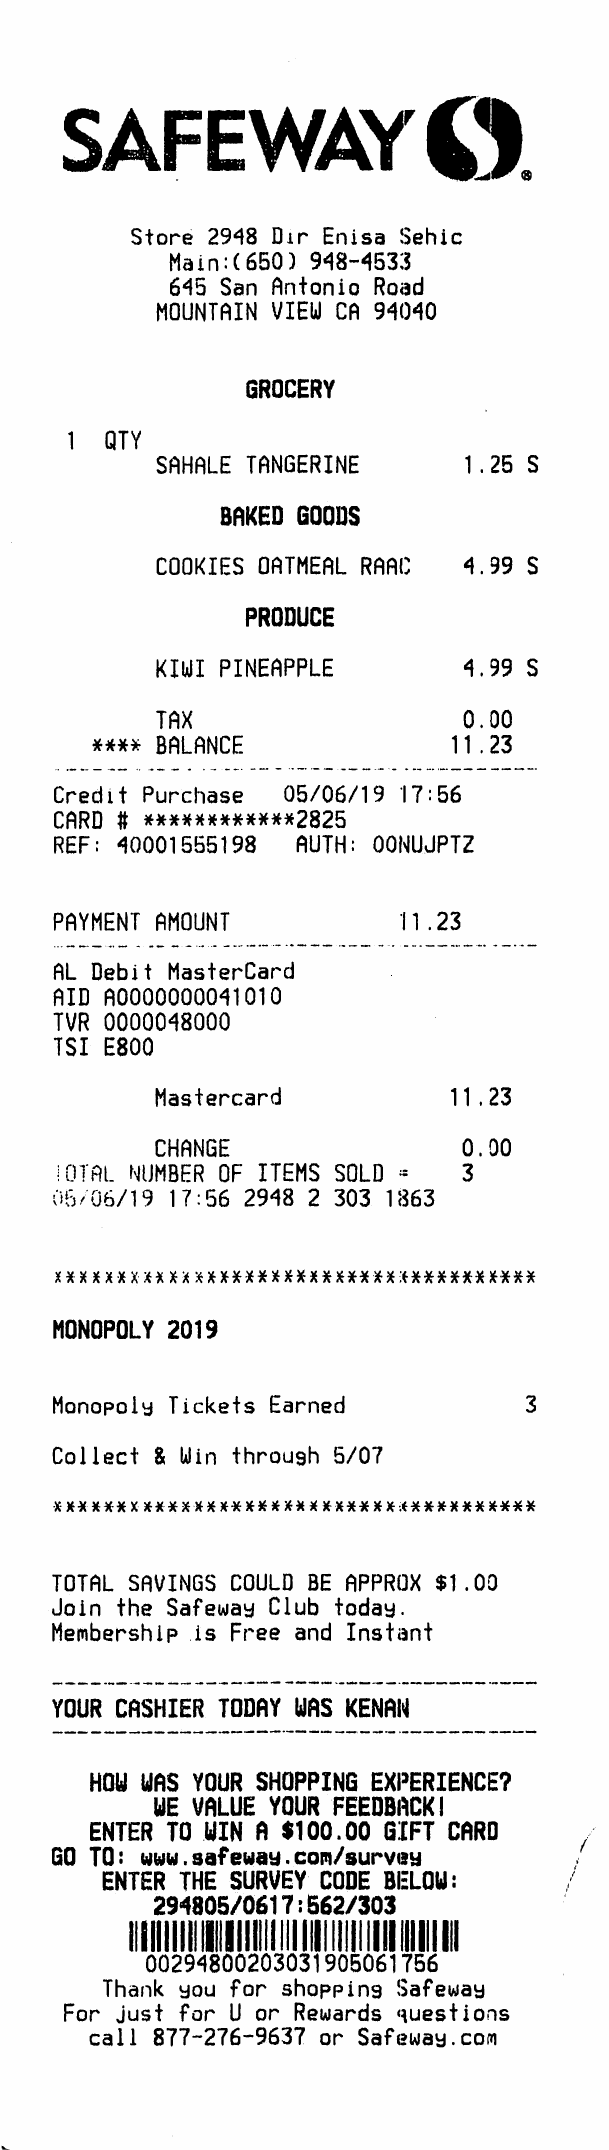 SAFEWAY
Store 2948 Dir Enisa Sehic
Main:(650) 948-4533
645 San Antonio Road
MOUNTAIN VIEW CA 94040
GROCERY
1 QTY
SAHALE TANGERINE 1.25 S
BAKED GOODS
COOKIES OATMEAL RAAC 4.99 S
PRODUCE
KIWI PINEAPPLE 4.99 S
TAX 0.00
**** BALANCE 11.23
Credit Purchase 05/06/19 17:56
CARD # ************2825
REF: 40001555198 AUTH: 00NUJPTZ
PAYMENT AMOUNT 11.23
AL Debit MasterCard
AID A0000000041010
TVR 0000048000
TSI E800
Mastercard 11.23
CHANGE 0.00
TOTAL NUMBER OF ITEMS SOLD = 3
05/06/19 17:56 2948 2 303 1863
**************************************
MONOPOLY 2019
Monopoly Tickets Earned 3
Collect & Win through 5/07
**************************************
TOTAL SAVINGS COULD BE APPROX $1.00
Join the Safeway Club today.
Membership is Free and Instant
YOUR CASHIER TODAY WAS KENAN
HOW WAS YOUR SHOPPING EXPERIENCE?
WE VALUE YOUR FEEDBACK!
ENTER TO WIN A $100.00 GIFT CARD
GO TO: www.safeway.com/survey
ENTER THE SURVEY CODE BELOW:
294805/0617:562/303
00294800203031905061756
Thank you for shopping Safeway
For just for U or Rewards questions
call 877-276-9637 or Safeway.com